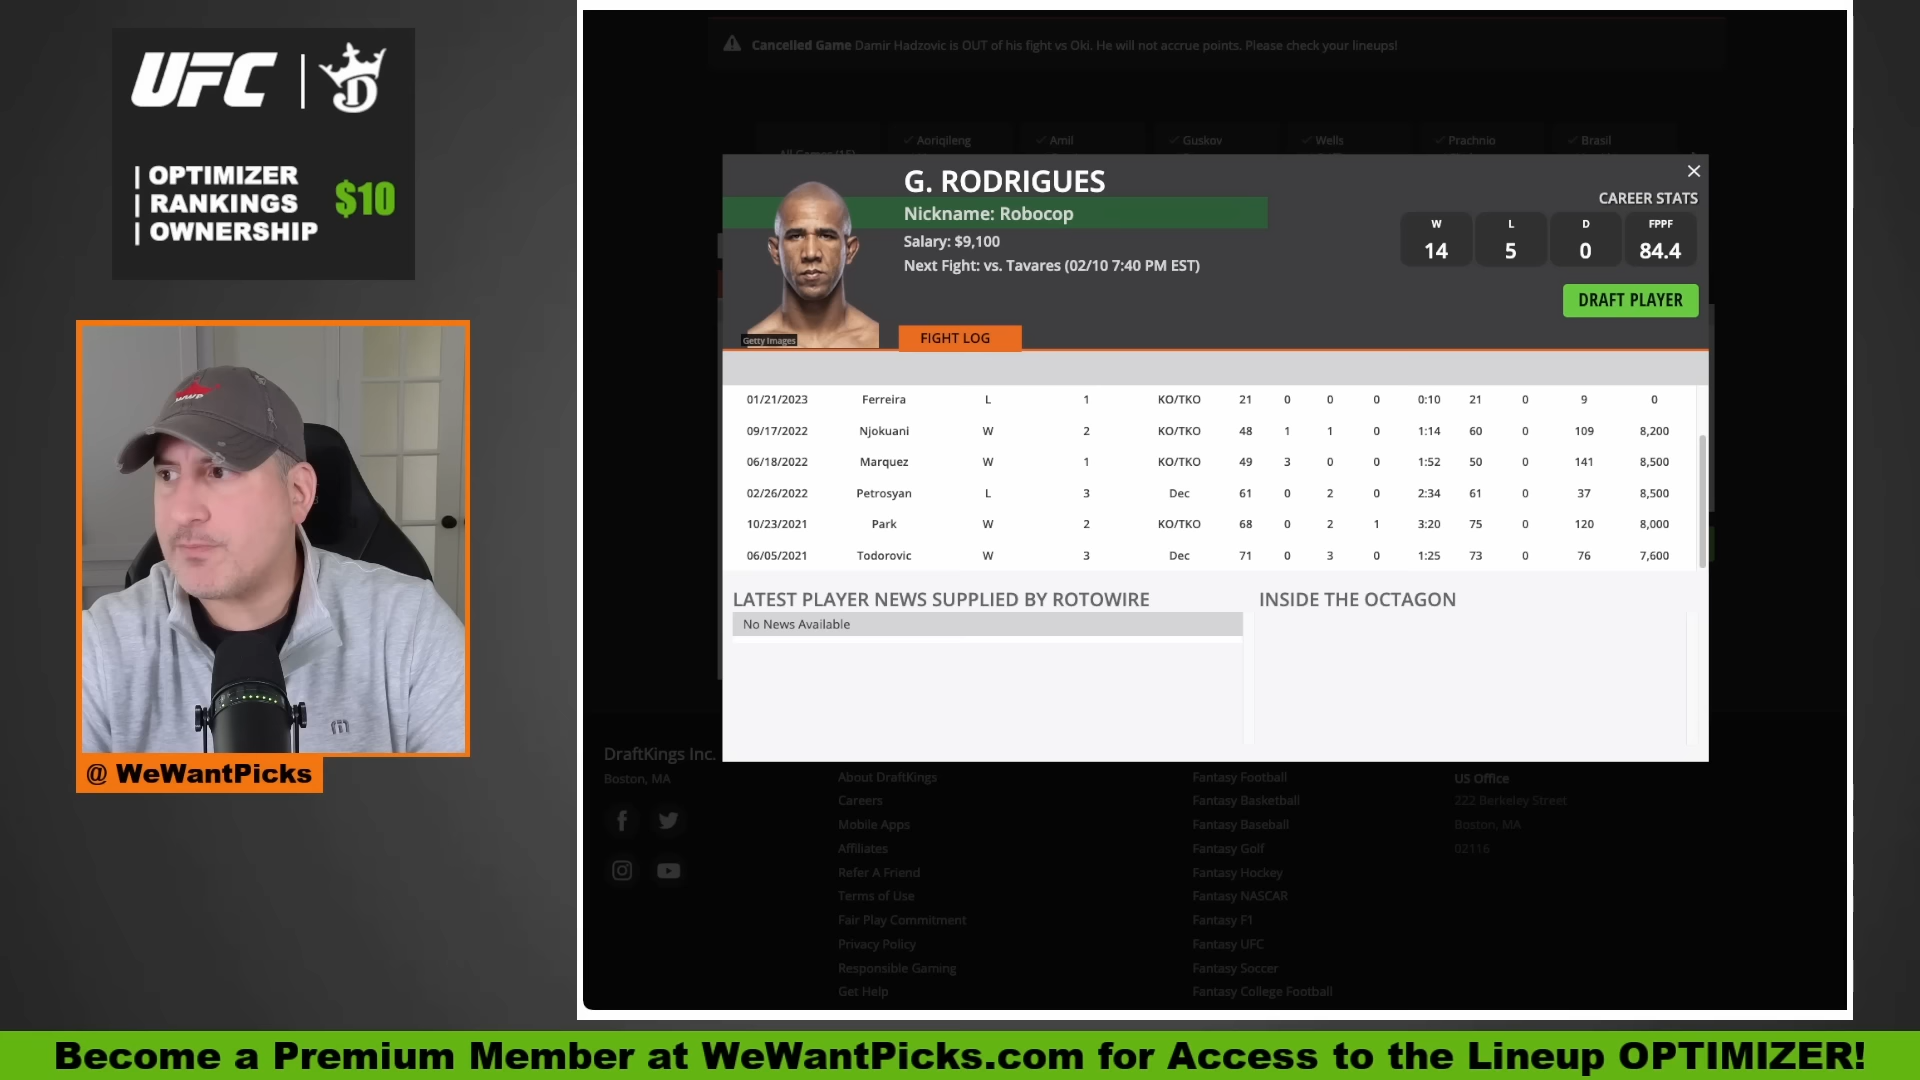 UFC
| OPTIMIZER
| RANKINGS
| OWNERSHIP
$10
@ WeWantPicks
Cancelled Game Damir Hadzovic is OUT of his fight vs Oki. He will not accrue points. Please check your lineups!
Aoriqileng Amil Guskov Wells Prachnio Brasil
G. RODRIGUES
Nickname: Robocop
Salary: $9,100
Next Fight: vs. Tavares (02/10 7:40 PM EST)
Getty Images
CAREER STATS
W L D FPPF
14 5 0 84.4
DRAFT PLAYER
FIGHT LOG
01/21/2023 Ferreira L 1 KO/TKO 21 0 0 0 0:10 21 0 9 0
09/17/2022 Njokuani W 2 KO/TKO 48 1 1 0 1:14 60 0 109 8,200
06/18/2022 Marquez W 1 KO/TKO 49 3 0 0 1:52 50 0 141 8,500
02/26/2022 Petrosyan L 3 Dec 61 0 2 0 2:34 61 0 37 8,500
10/23/2021 Park W 2 KO/TKO 68 0 2 1 3:20 75 0 120 8,000
06/05/2021 Todorovic W 3 Dec 71 0 3 0 1:25 73 0 76 7,600
LATEST PLAYER NEWS SUPPLIED BY ROTOWIRE
No News Available
INSIDE THE OCTAGON
DraftKings Inc.
Boston, MA
About DraftKings
Careers
Mobile Apps
Affiliates
Refer A Friend
Terms of Use
Fair Play Commitment
Privacy Policy
Responsible Gaming
Get Help
Fantasy Football
Fantasy Basketball
Fantasy Baseball
Fantasy Golf
Fantasy Hockey
Fantasy NASCAR
Fantasy F1
Fantasy UFC
Fantasy Soccer
Fantasy College Football
US Office
222 Berkeley Street
Boston, MA
02116
Become a Premium Member at WeWantPicks.com for Access to the Lineup OPTIMIZER!